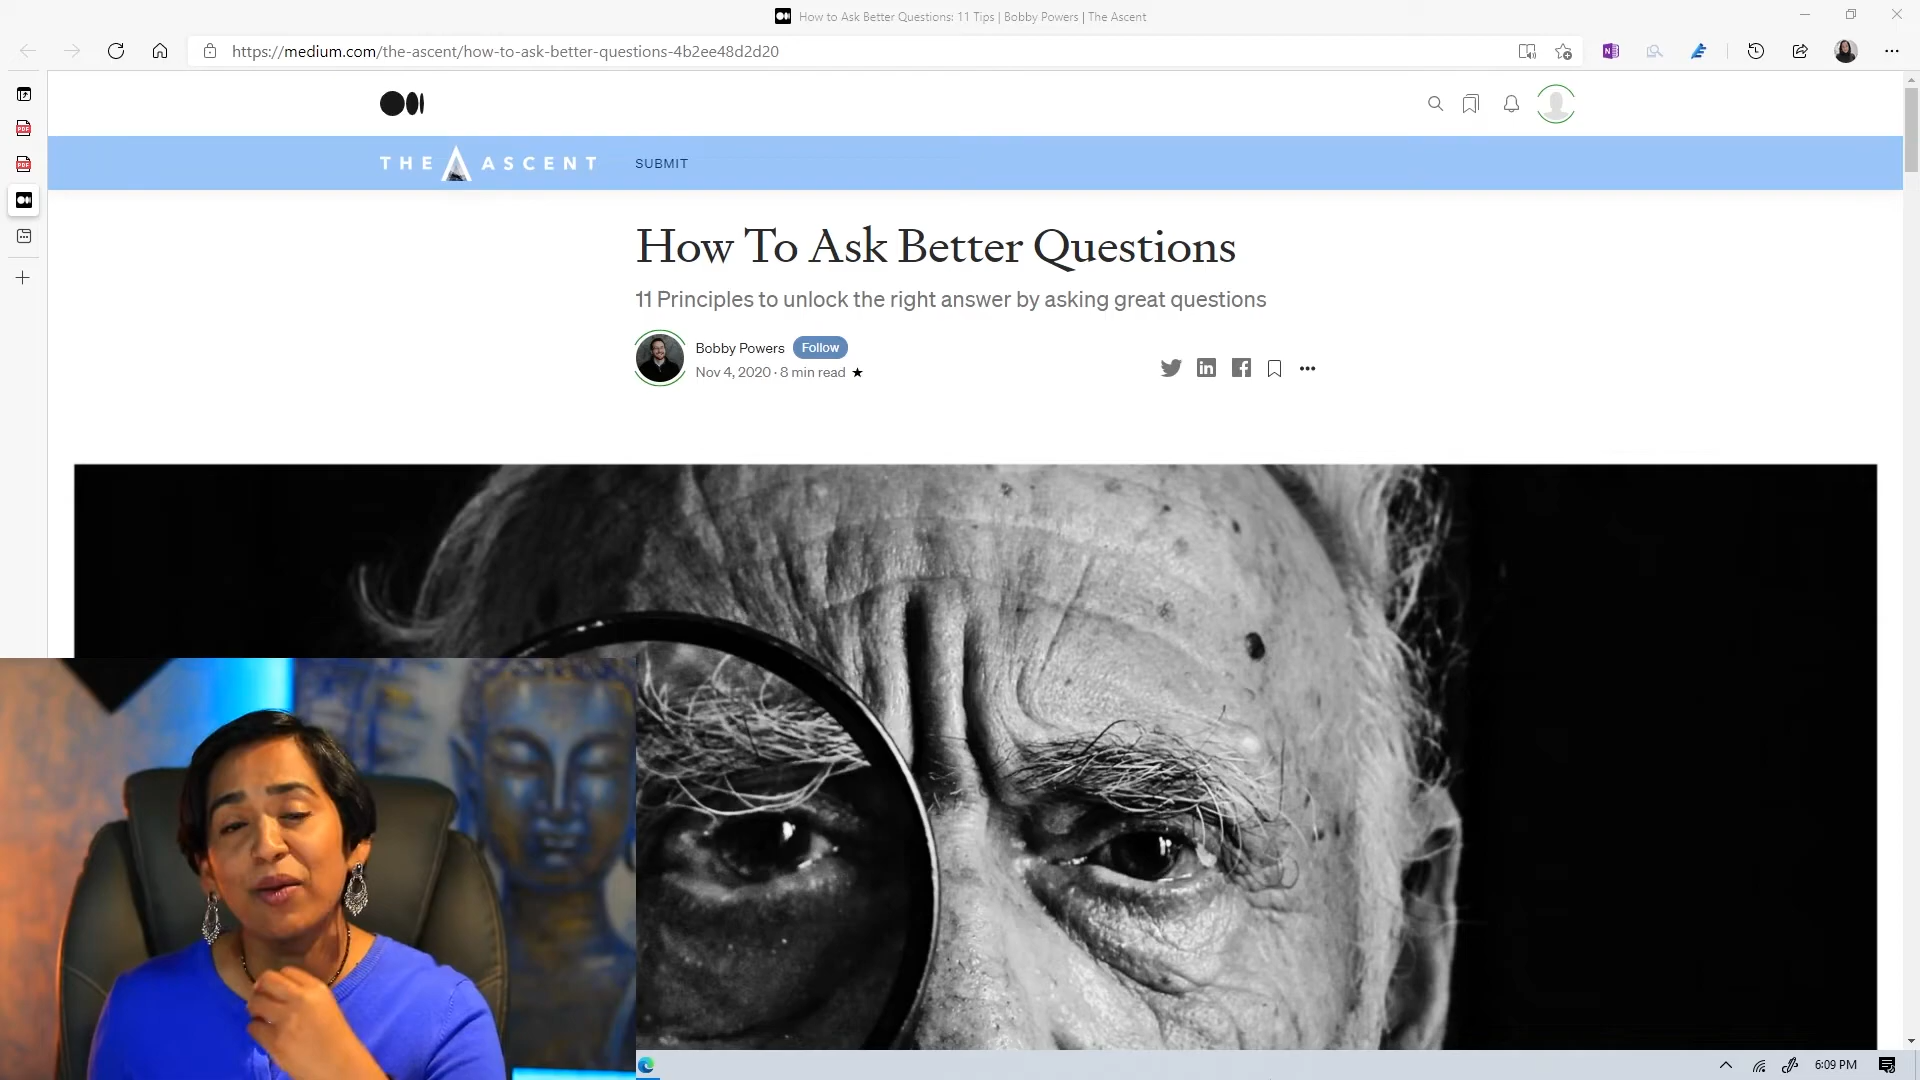 How to Ask Better Questions: 11 Tips | Bobby Powers | The Ascent
https://medium.com/the-ascent/how-to-ask-better-questions-4b2ee48d2d20
THE ASCENT
SUBMIT
How To Ask Better Questions
11 Principles to unlock the right answer by asking great questions
Bobby Powers Follow
Nov 4, 2020 · 8 min read ★
6:09 PM